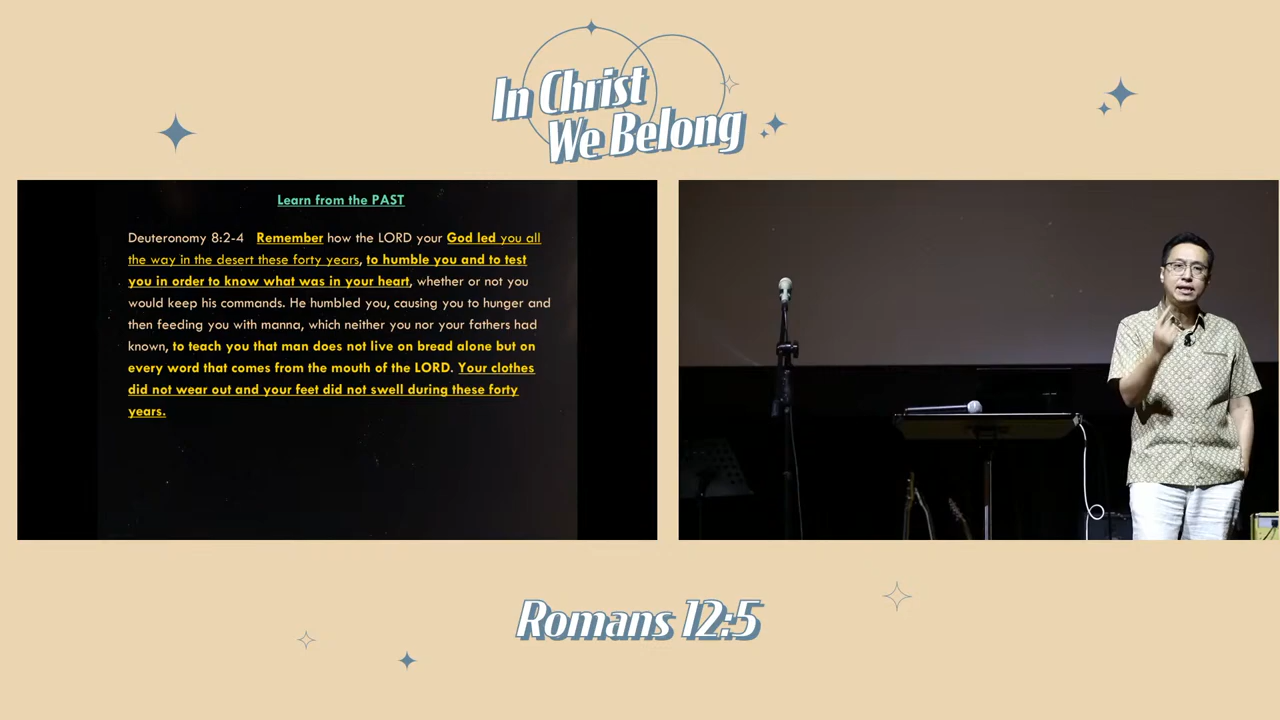 In Christ
We Belong
Learn from the PAST
Deuteronomy 8:2-4 Remember how the LORD your God led you all
the way in the desert these forty years, to humble you and to test
you in order to know what was in your heart, whether or not you
would keep his commands. He humbled you, causing you to hunger and
then feeding you with manna, which neither you nor your fathers had
known, to teach you that man does not live on bread alone but on
every word that comes from the mouth of the LORD. Your clothes
did not wear out and your feet did not swell during these forty
years.
Romans 12:5